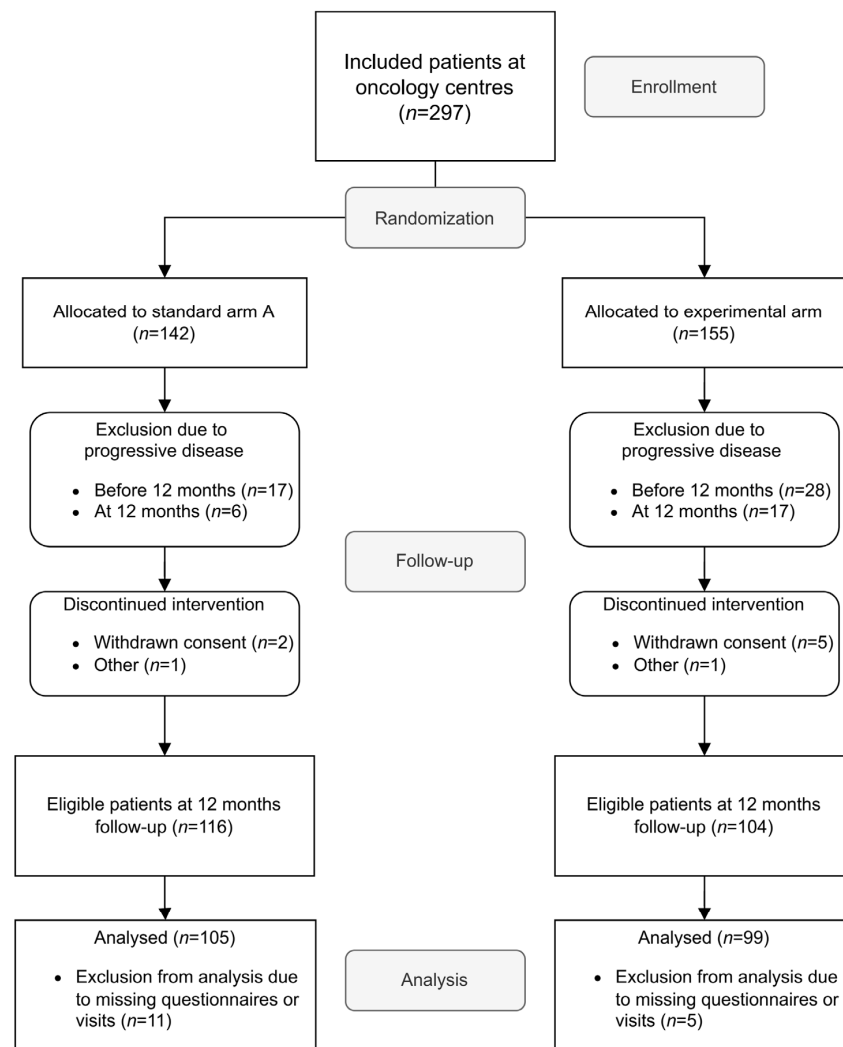 Included patients at
oncology centres
(n=297)
Enrollment
Randomization
Allocated to standard arm A
(n=142)
Allocated to experimental arm
(n=155)
Exclusion due to
progressive disease
• Before 12 months (n=17)
• At 12 months (n=6)
Exclusion due to
progressive disease
• Before 12 months (n=28)
• At 12 months (n=17)
Follow-up
Discontinued intervention
• Withdrawn consent (n=2)
• Other (n=1)
Discontinued intervention
• Withdrawn consent (n=5)
• Other (n=1)
Eligible patients at 12 months
follow-up (n=116)
Eligible patients at 12 months
follow-up (n=104)
Analysed (n=105)
• Exclusion from analysis due
to missing questionnaires or
visits (n=11)
Analysis
Analysed (n=99)
• Exclusion from analysis due
to missing questionnaires or
visits (n=5)